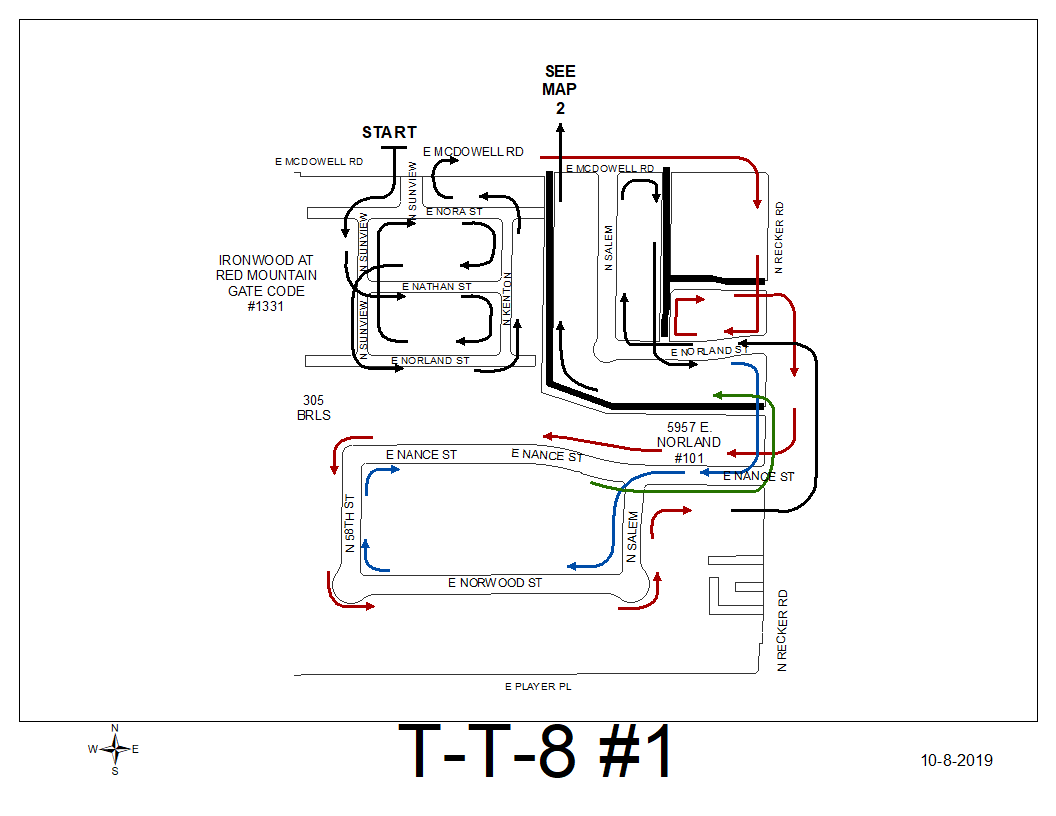 SEE
MAP
2
START
E MCDOWELL RD
E MCDOWELL RD
E MCDOWELL RD
N SUNVIEW
E NORA ST
N SUNVIEW
N SALEM
N RECKER RD
IRONWOOD AT
RED MOUNTAIN
GATE CODE
#1331
E NATHAN ST
N KENTON
N SUNVIEW
E NORLAND ST
E NORLAND ST
305
BRLS
5957 E.
NORLAND
#101
E NANCE ST
E NANCE ST
E NANCE ST
N 58TH ST
N SALEM
E NORWOOD ST
N RECKER RD
E PLAYER PL
N
W E
S
T-T-8 #1
10-8-2019